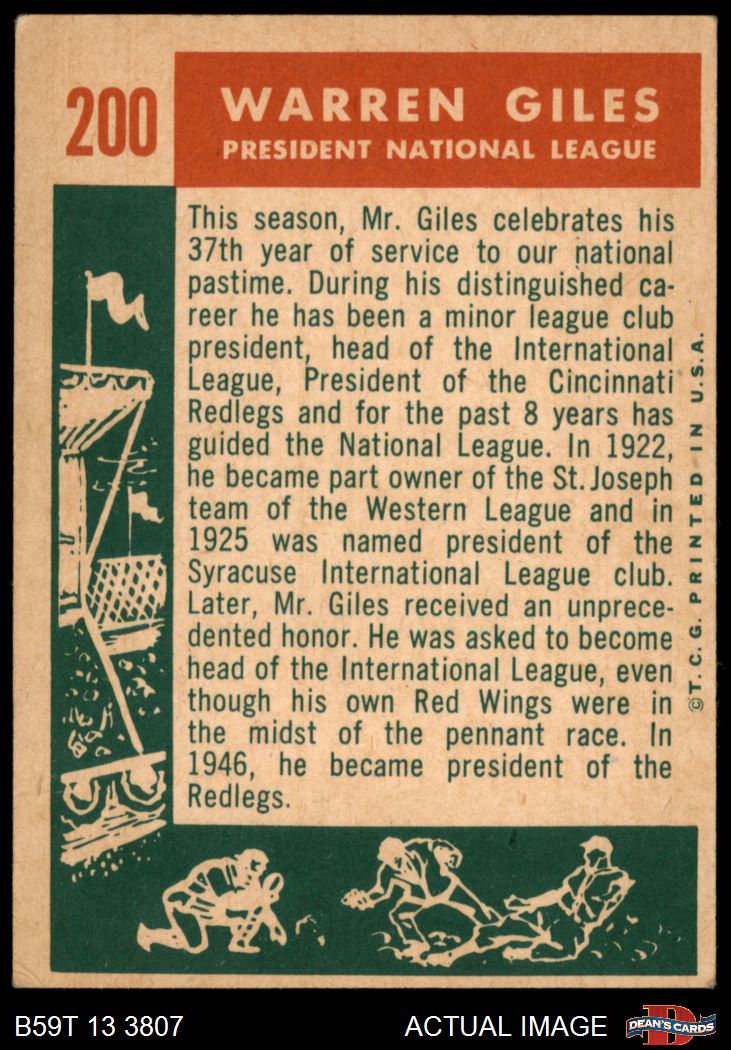 200
WARREN GILES
PRESIDENT NATIONAL LEAGUE
This season, Mr. Giles celebrates his
37th year of service to our national
pastime. During his distinguished ca-
reer he has been a minor league club
president, head of the International
League, President of the Cincinnati
Redlegs and for the past 8 years has
guided the National League. In 1922,
he became part owner of the St. Joseph
team of the Western League and in
1925 was named president of the
Syracuse International League club.
Later, Mr. Giles received an unprece-
dented honor. He was asked to become
head of the International League, even
though his own Red Wings were in
the midst of the pennant race. In
1946, he became president of the
Redlegs.
© T. C. G. PRINTED IN U.S.A.
B59T 13 3807
ACTUAL IMAGE
D
DEAN'S CARDS